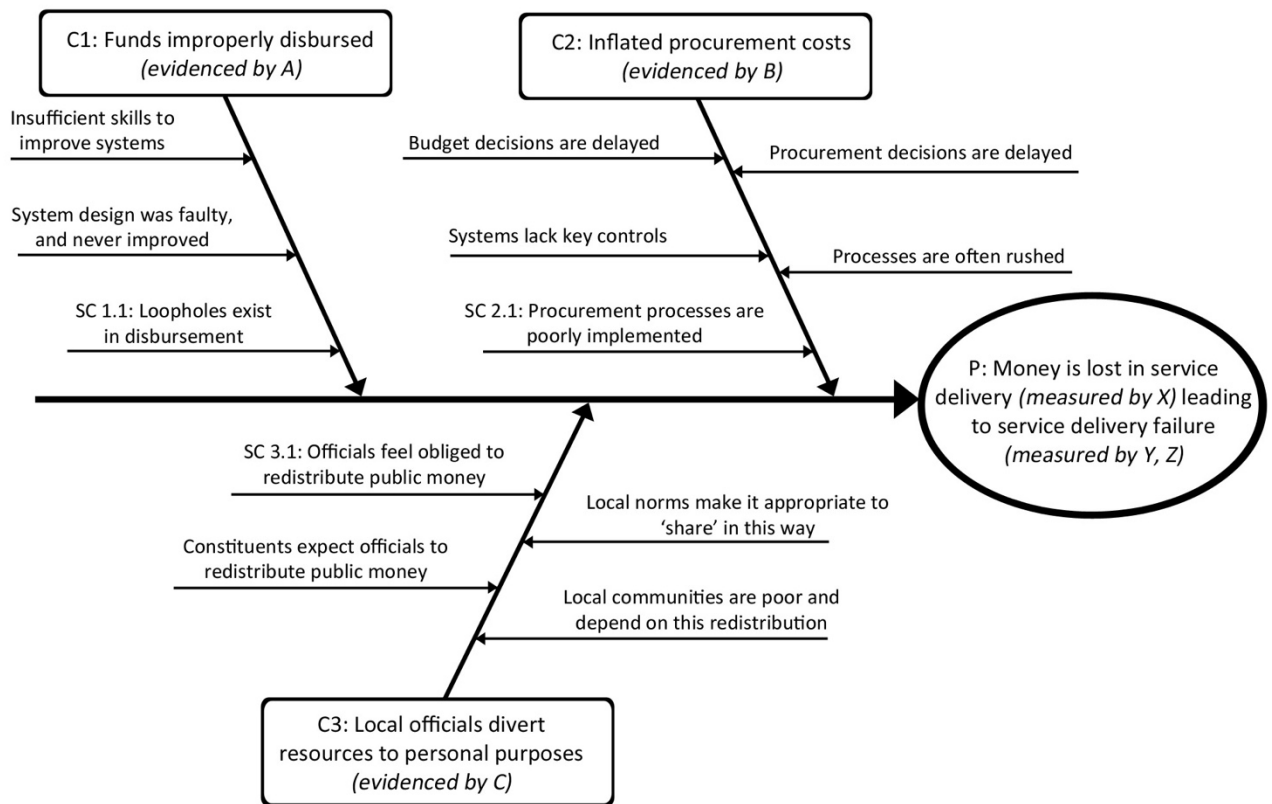 C1: Funds improperly disbursed
(evidenced by A)
C2: Inflated procurement costs
(evidenced by B)
Insufficient skills to
improve systems
System design was faulty,
and never improved
SC 1.1: Loopholes exist
in disbursement
Budget decisions are delayed
Procurement decisions are delayed
Systems lack key controls
Processes are often rushed
SC 2.1: Procurement processes are
poorly implemented
P: Money is lost in service
delivery (measured by X) leading
to service delivery failure
(measured by Y, Z)
SC 3.1: Officials feel obliged to
redistribute public money
Local norms make it appropriate to
‘share’ in this way
Constituents expect officials to
redistribute public money
Local communities are poor and
depend on this redistribution
C3: Local officials divert
resources to personal purposes
(evidenced by C)